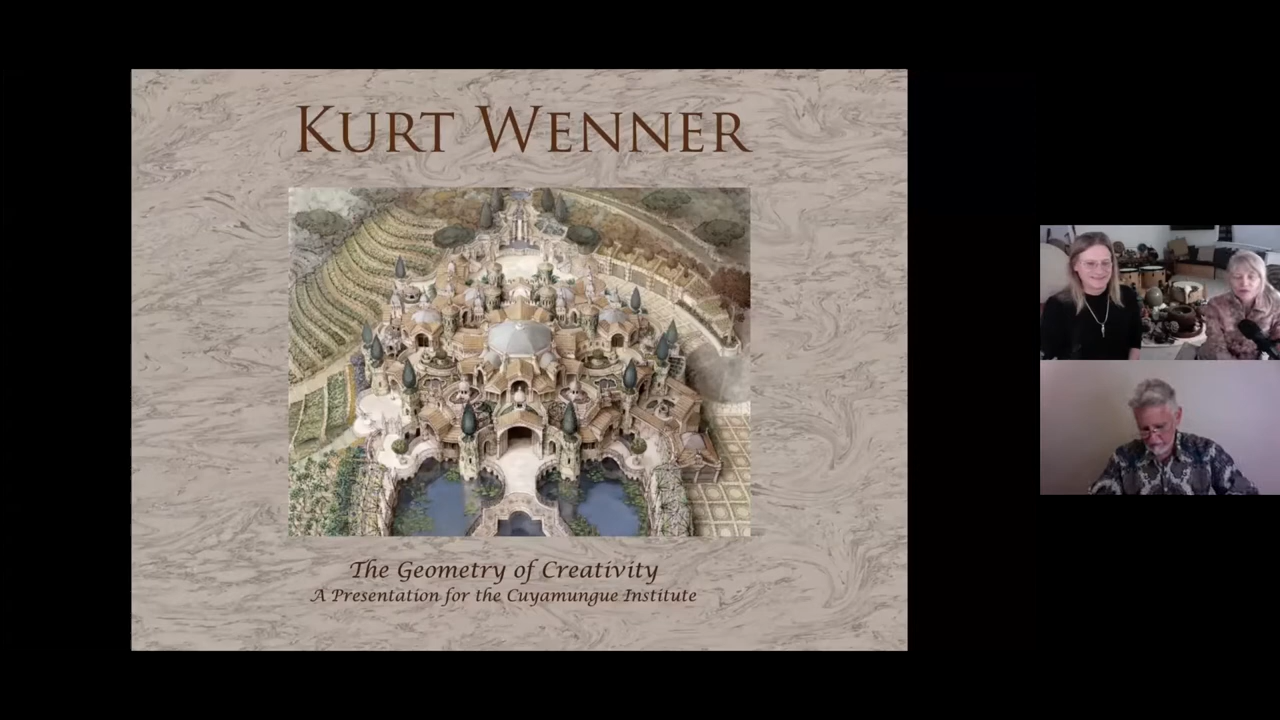 KURT WENNER
The Geometry of Creativity
A Presentation for the Cuyamungue Institute